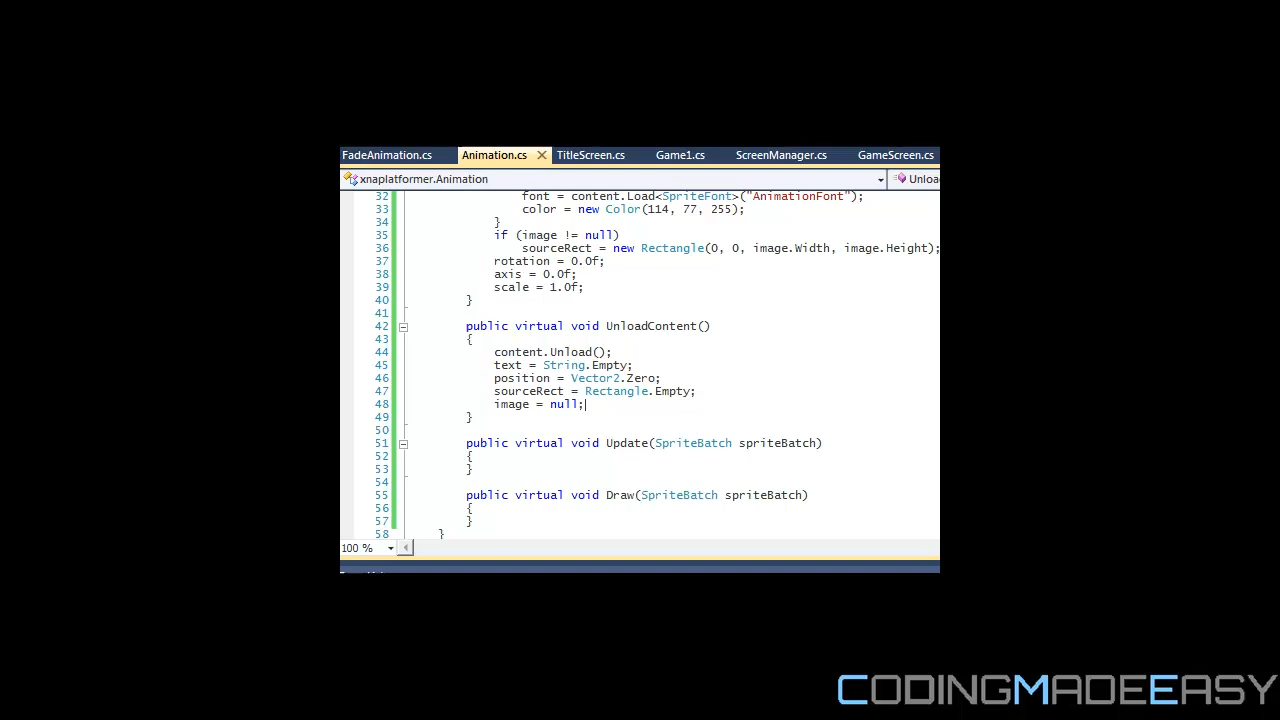 FadeAnimation.cs Animation.cs TitleScreen.cs Game1.cs ScreenManager.cs GameScreen.cs
xnaplatformer.Animation
32 font = content.Load<SpriteFont>("AnimationFont");
33 color = new Color(114, 77, 255);
34 }
35 if (image != null)
36 sourceRect = new Rectangle(0, 0, image.Width, image.Height);
37 rotation = 0.0f;
38 axis = 0.0f;
39 scale = 1.0f;
40 }
41
42 public virtual void UnloadContent()
43 {
44 content.Unload();
45 text = String.Empty;
46 position = Vector2.Zero;
47 sourceRect = Rectangle.Empty;
48 image = null;
49 }
50
51 public virtual void Update(SpriteBatch spriteBatch)
52 {
53 }
54
55 public virtual void Draw(SpriteBatch spriteBatch)
56 {
57 }
58 }
100 %
CODINGMADEEASY